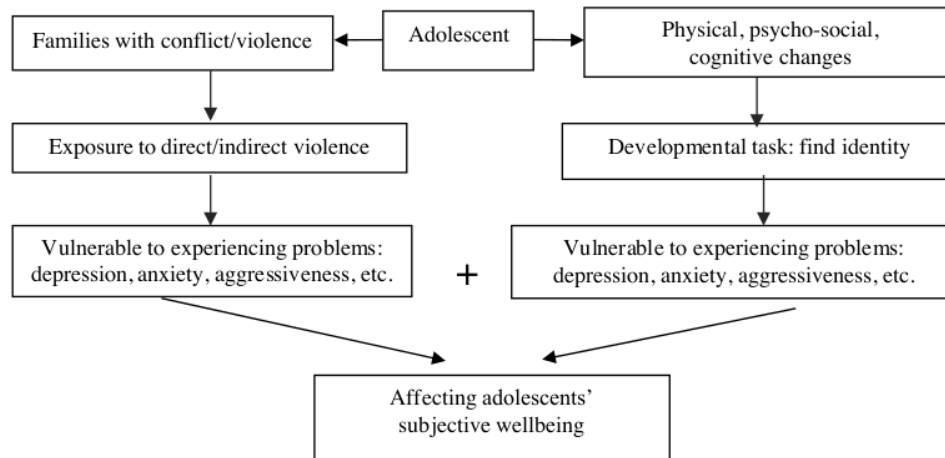 Families with conflict/violence
Adolescent
Physical, psycho-social,
cognitive changes
Exposure to direct/indirect violence
Developmental task: find identity
Vulnerable to experiencing problems:
depression, anxiety, aggressiveness, etc.
+
Vulnerable to experiencing problems:
depression, anxiety, aggressiveness, etc.
Affecting adolescents’
subjective wellbeing